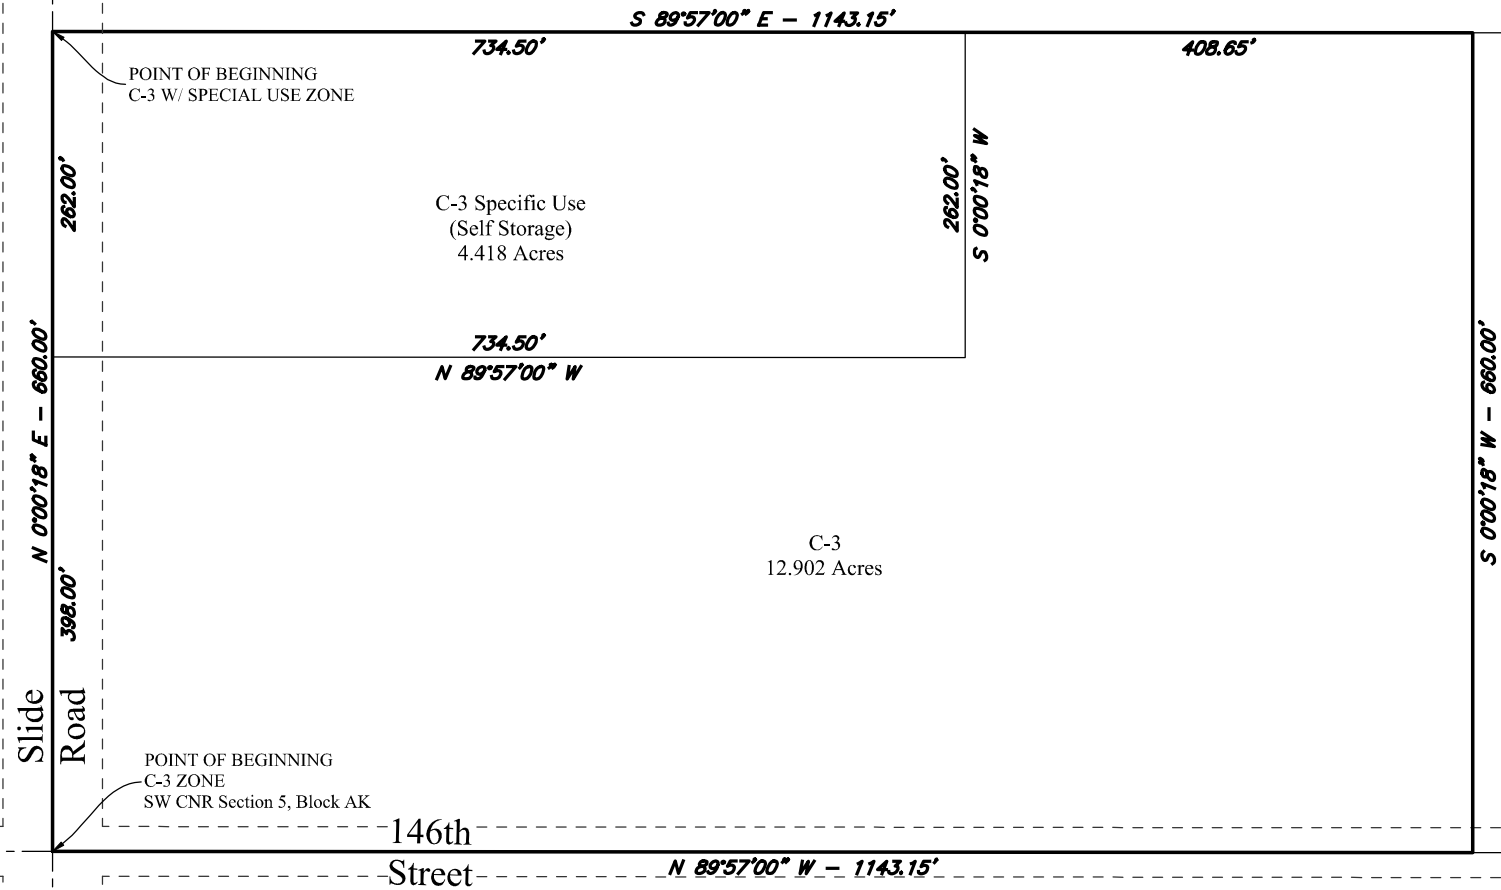 S 89°57'00" E - 1143.15'
734.50'
408.65'
POINT OF BEGINNING
C-3 W/ SPECIAL USE ZONE
262.00'
C-3 Specific Use
(Self Storage)
4.418 Acres
262.00'
S 0°00'18" W
734.50'
N 89°57'00" W
N 0°00'18" E - 660.00'
S 0°00'18" W - 660.00'
C-3
12.902 Acres
398.00'
Slide
Road
POINT OF BEGINNING
C-3 ZONE
SW CNR Section 5, Block AK
146th
Street
N 89°57'00" W - 1143.15'